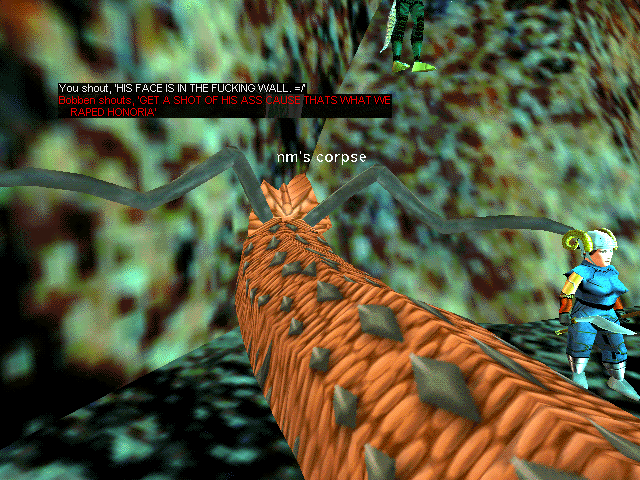 You shout, 'HIS FACE IS IN THE FUCKING WALL. =/'
Bobben shouts, 'GET A SHOT OF HIS ASS CAUSE THATS WHAT WE
RAPED HONORIA'
nm's corpse